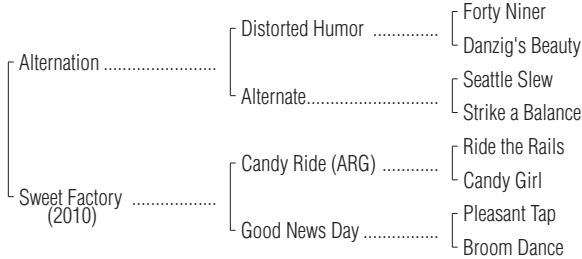 Forty Niner
Distorted Humor ..............
Danzig's Beauty
Alternation ........................
Seattle Slew
Alternate............................
Strike a Balance
Ride the Rails
Candy Ride (ARG) ............
Candy Girl
Sweet Factory ..................
(2010)
Pleasant Tap
Good News Day ................
Broom Dance